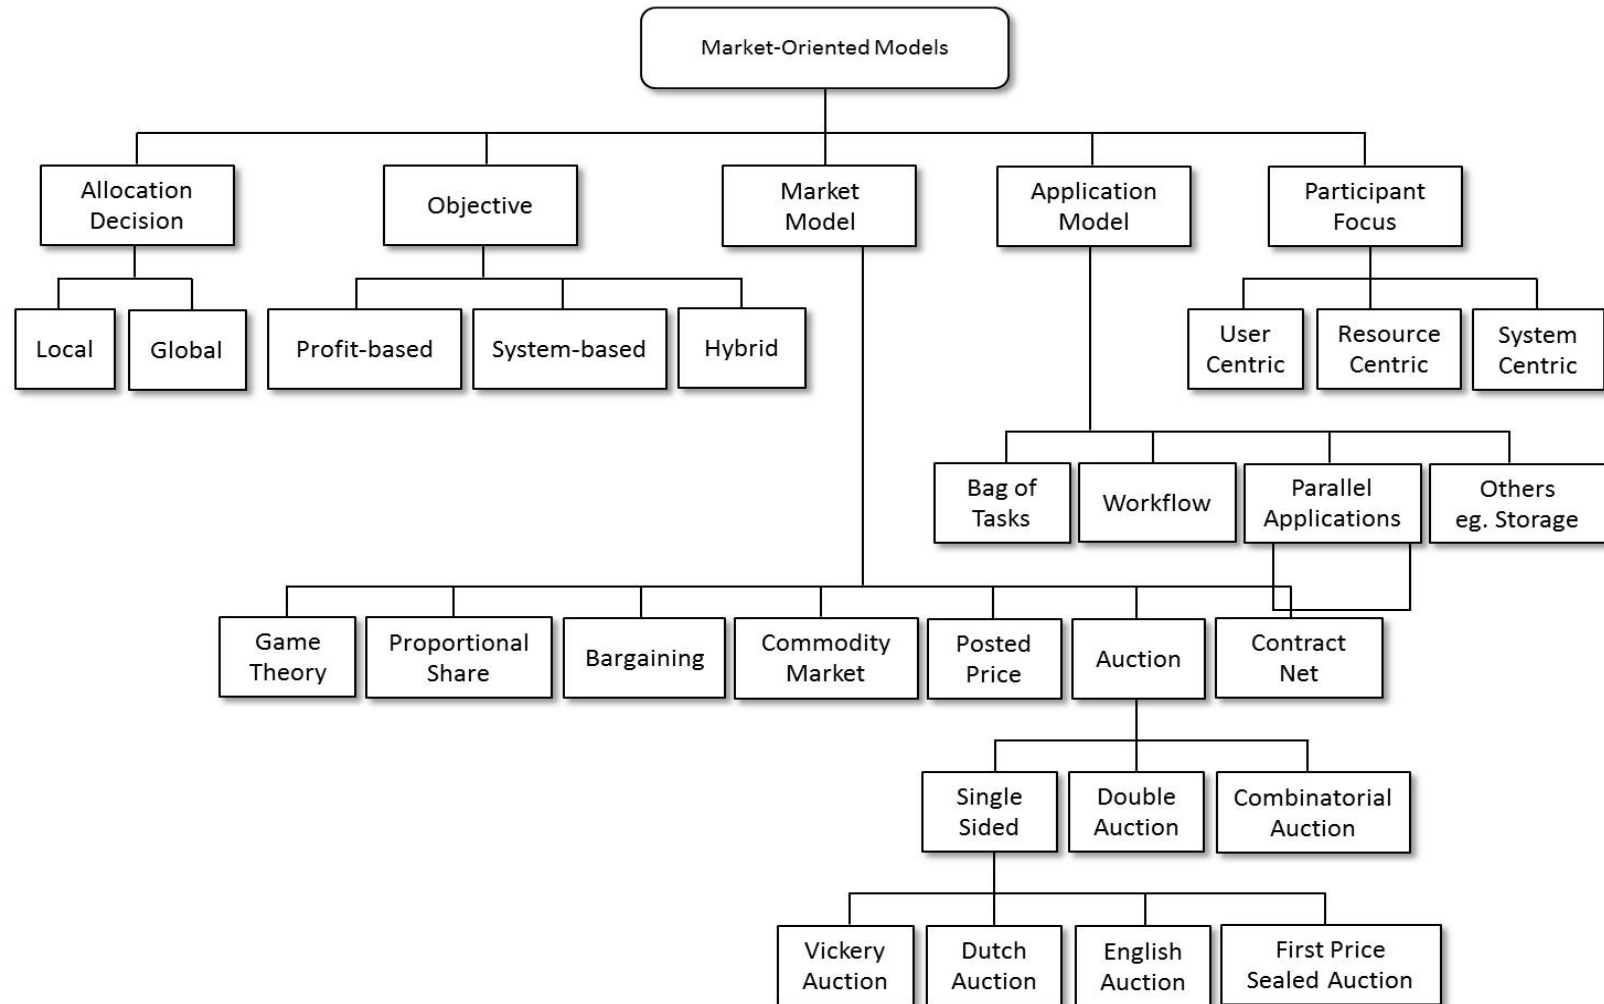 Market-Oriented Models
Allocation
Decision
Objective
Market
Model
Application
Model
Participant
Focus
Local
Global
Profit-based
System-based
Hybrid
User
Centric
Resource
Centric
System
Centric
Bag of
Tasks
Workflow
Parallel
Applications
Others
eg. Storage
Game
Theory
Proportional
Share
Bargaining
Commodity
Market
Posted
Price
Auction
Contract
Net
Single
Sided
Double
Auction
Combinatorial
Auction
Vickery
Auction
Dutch
Auction
English
Auction
First Price
Sealed Auction